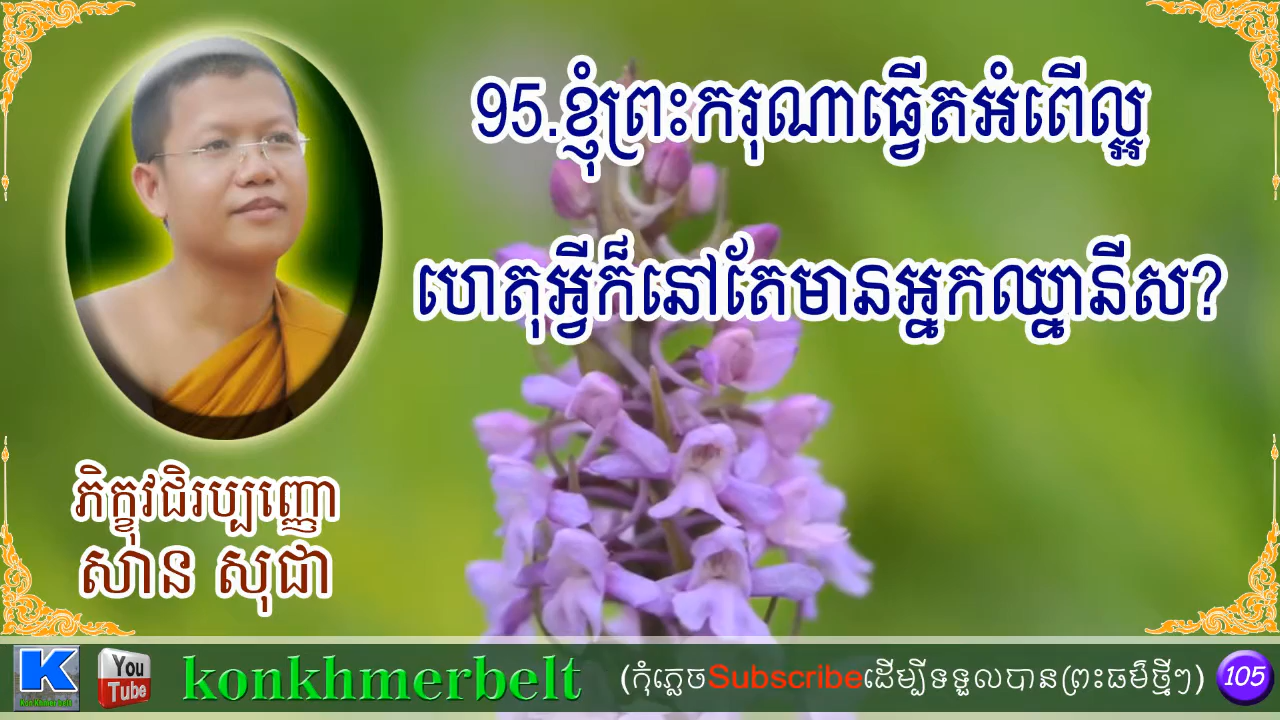 95.ខ្ញុំព្រះករុណាធ្វើតអំពើល្អ
ហេតុអ្វីក៏នៅតែមានអ្នកឈ្នានីស?
ភិក្ខុវជិរប្បញ្ញោ
សាន សុជា
K
KonKhmerbelt
You
Tube
konkhmerbelt
(កុំភ្លេចSubscribeដើម្បីទទួលបានព្រះធម៌ថ្មីៗ)
105